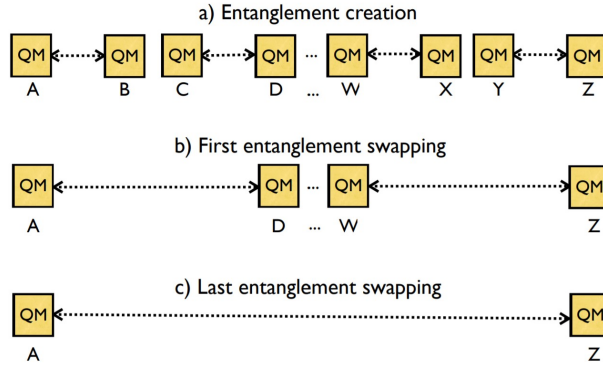 a) Entanglement creation
QM QM QM QM ... QM QM QM QM
A B C D ... W X Y Z
b) First entanglement swapping
QM QM ... QM QM
A D ... W Z
c) Last entanglement swapping
QM QM
A Z